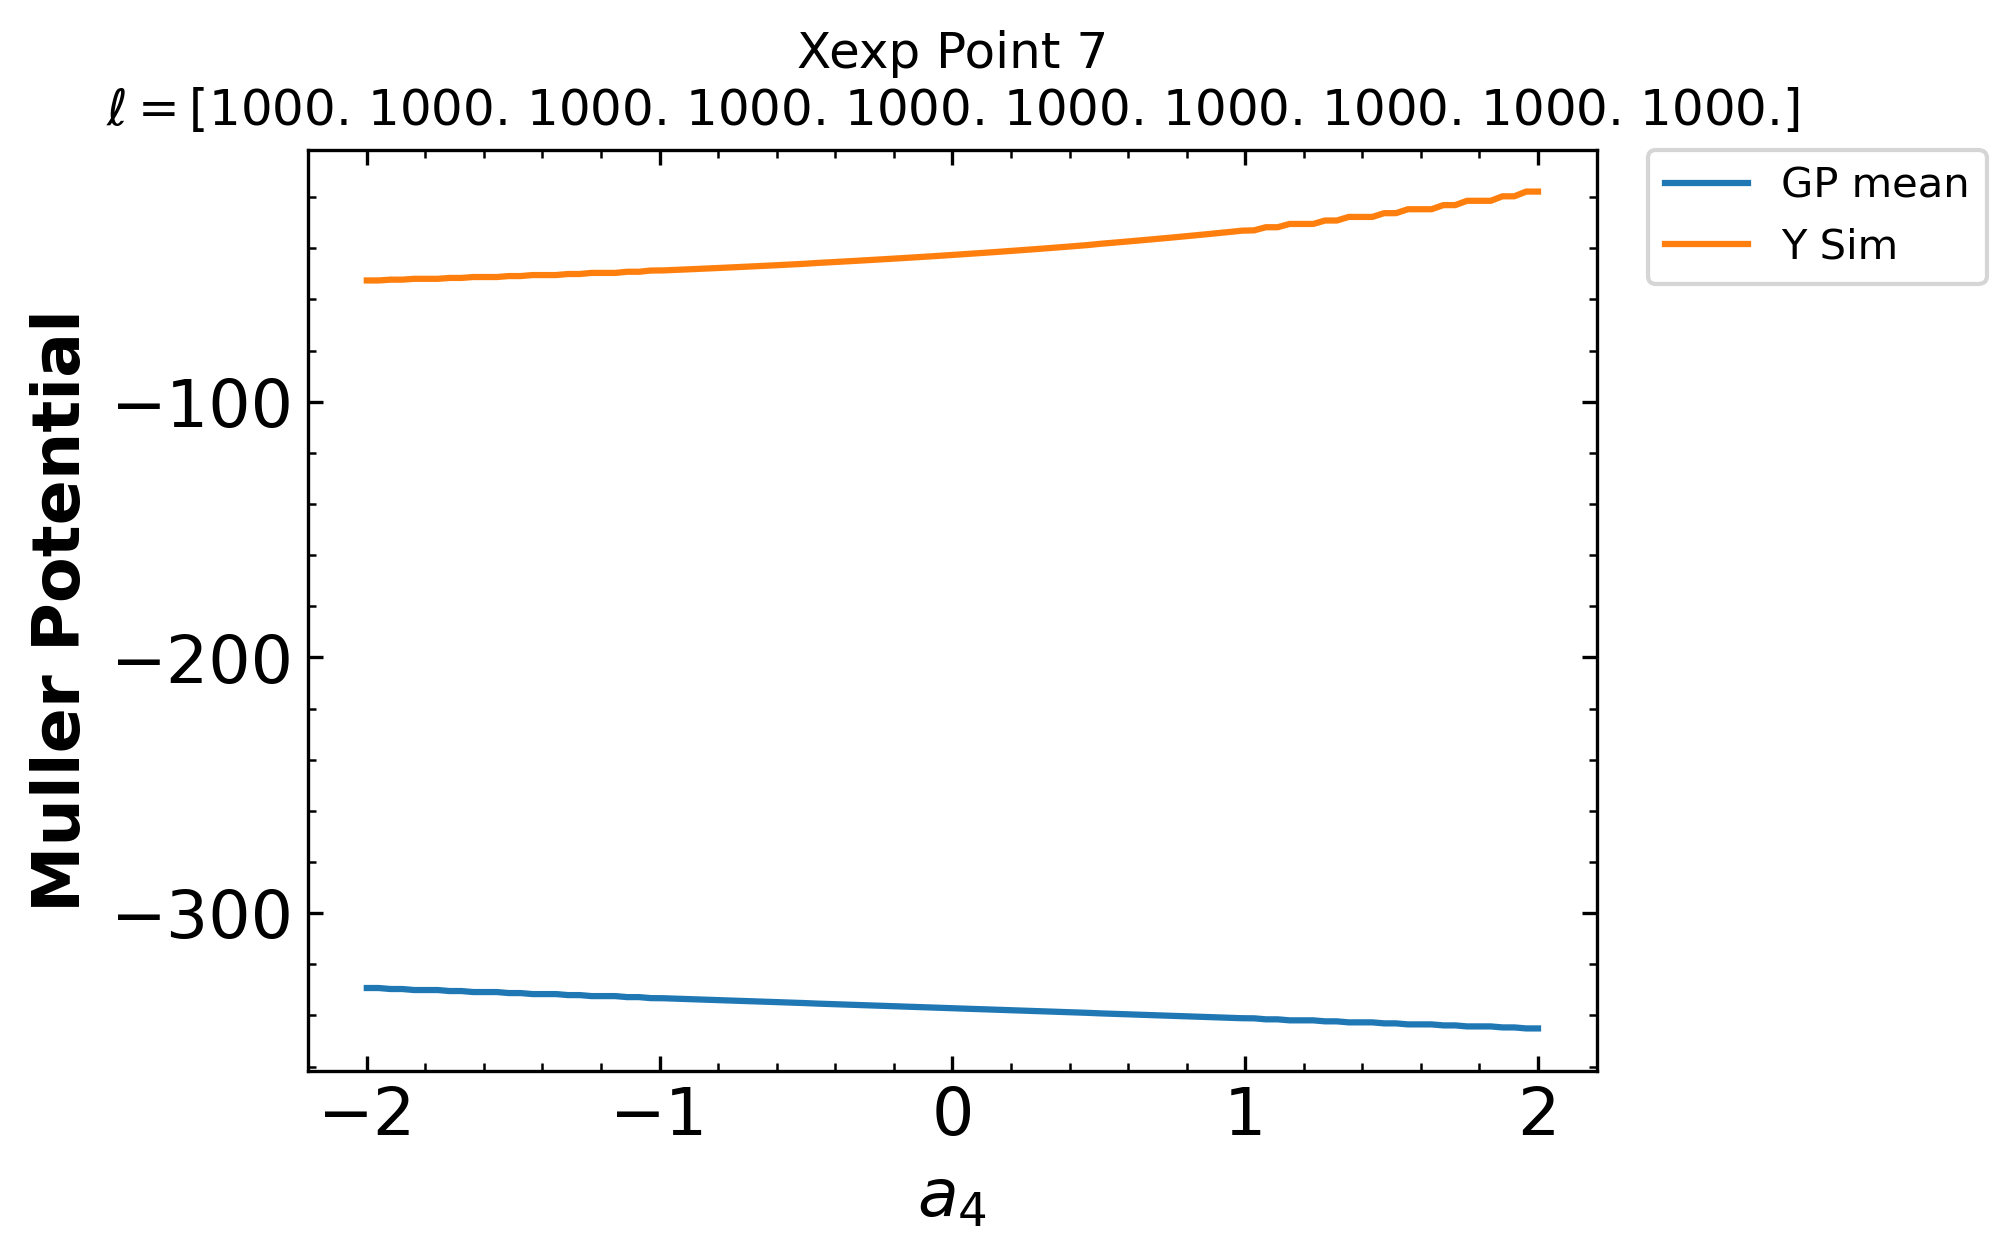 Xexp Point 7
ℓ = [1000. 1000. 1000. 1000. 1000. 1000. 1000. 1000. 1000. 1000.]
GP mean
Y Sim
Muller Potential
−100
−200
−300
−2 −1 0 1 2
a₄